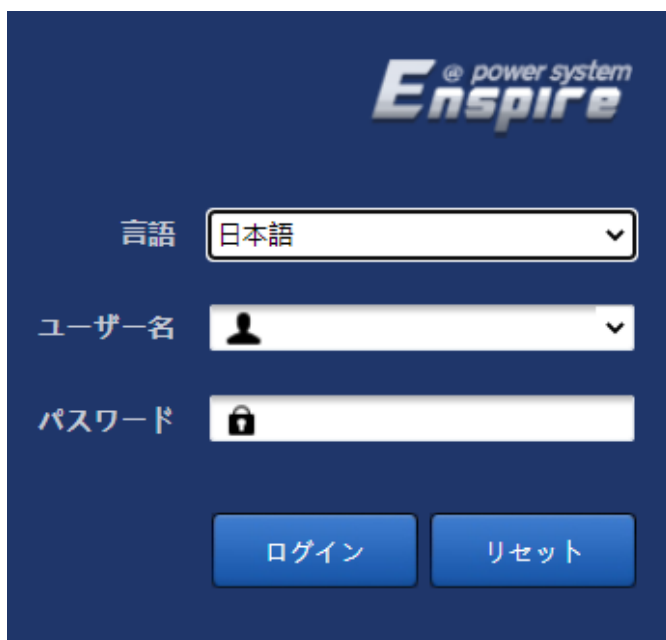 @ power system
Enspire
言語 日本語
ユーザー名
パスワード
ログイン リセット